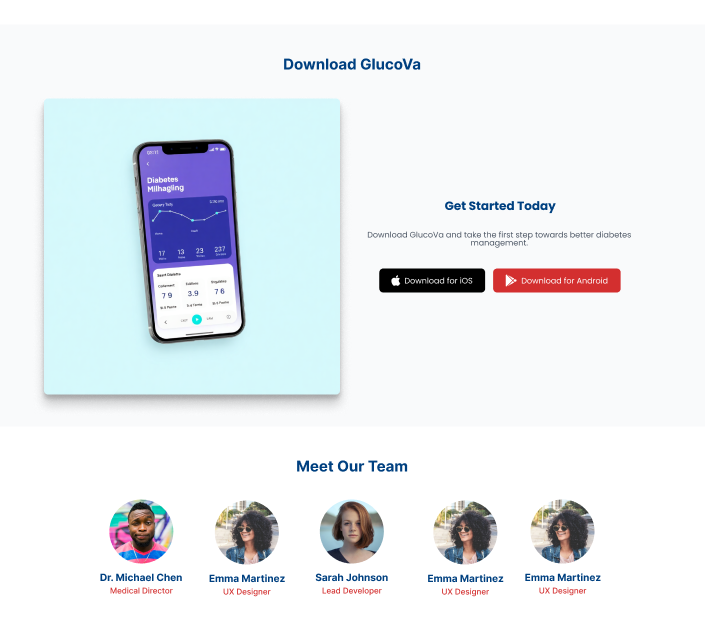 Download GlucoVa
Diabetes
Milhagling
17
13
23
237
7 9
3.9
7 6
Get Started Today
Download GlucoVa and take the first step towards better diabetes
management.
Download for iOS
Download for Android
Meet Our Team
Dr. Michael Chen
Medical Director
Emma Martinez
UX Designer
Sarah Johnson
Lead Developer
Emma Martinez
UX Designer
Emma Martinez
UX Designer